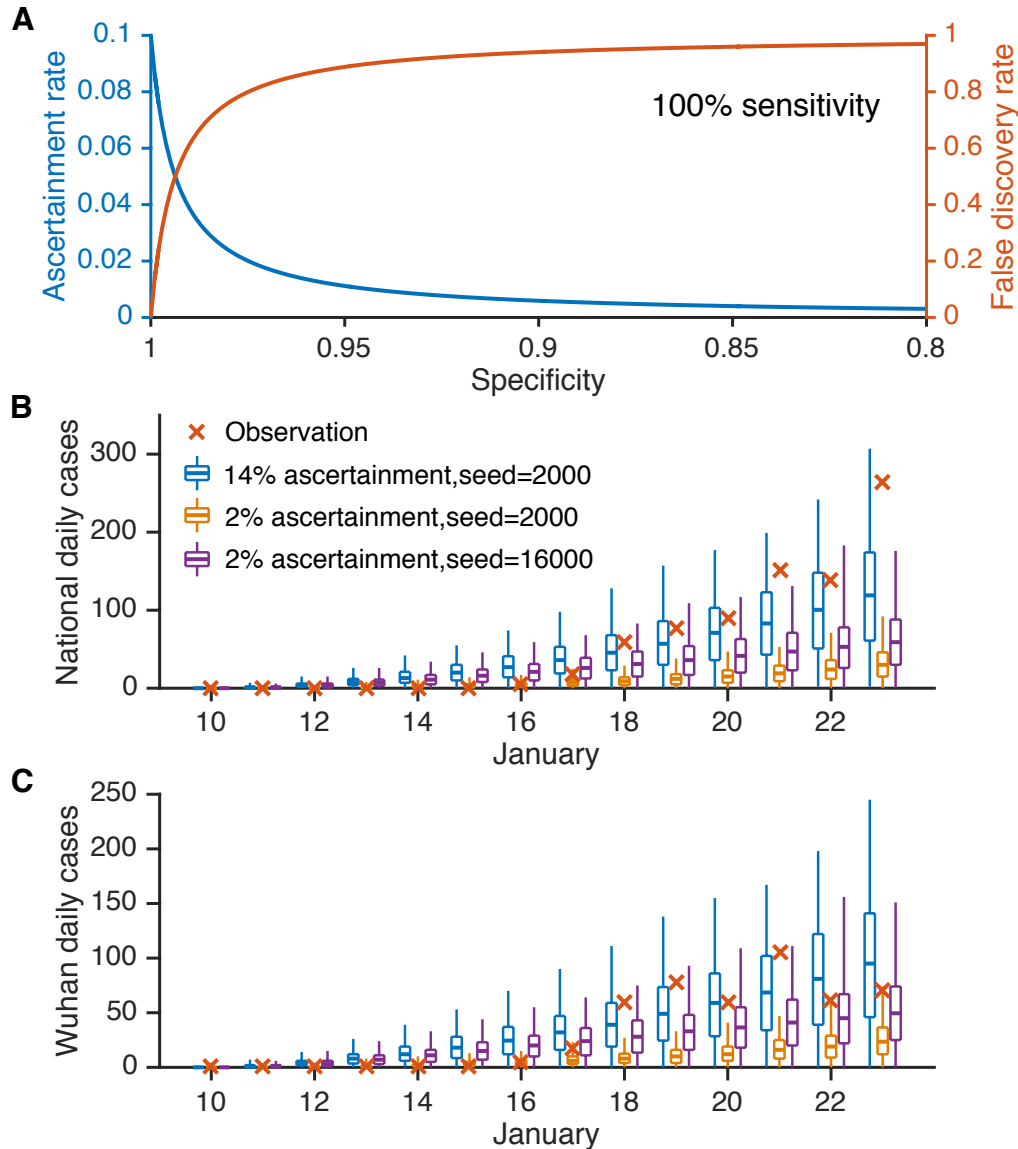 A
Ascertainment rate
0.1
0.08
0.06
0.04
0.02
0
1
0.8
0.6
0.4
0.2
0
False discovery rate
100% sensitivity
1 0.95 0.9 0.85 0.8
Specificity
B
National daily cases
300
200
100
0
Observation
14% ascertainment,seed=2000
2% ascertainment,seed=2000
2% ascertainment,seed=16000
10 12 14 16 18 20 22
January
C
Wuhan daily cases
250
200
150
100
50
0
10 12 14 16 18 20 22
January